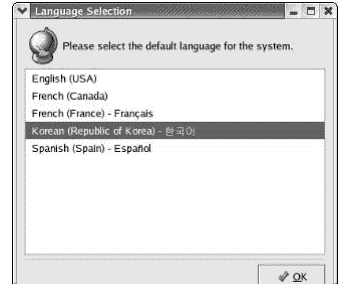 Language Selection
Please select the default language for the system.
English (USA)
French (Canada)
French (France) - Français
Korean (Republic of Korea) - 한국어
Spanish (Spain) - Español
OK